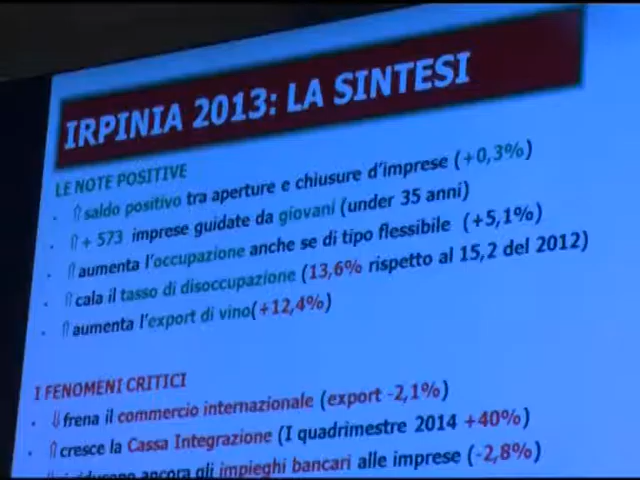 IRPINIA 2013: LA SINTESI
LE NOTE POSITIVE
• ⇧ saldo positivo tra aperture e chiusure d'imprese (+0,3%)
• ⇧ + 573 imprese guidate da giovani (under 35 anni)
• ⇧ aumenta l'occupazione anche se di tipo flessibile (+5,1%)
• ⇧ cala il tasso di disoccupazione (13,6% rispetto al 15,2 del 2012)
• ⇧ aumenta l'export di vino(+12,4%)
I FENOMENI CRITICI
• ⇩ frena il commercio internazionale (export -2,1%)
• ⇧ cresce la Cassa Integrazione (I quadrimestre 2014 +40%)
ancora gli impieghi bancari alle imprese (-2,8%)